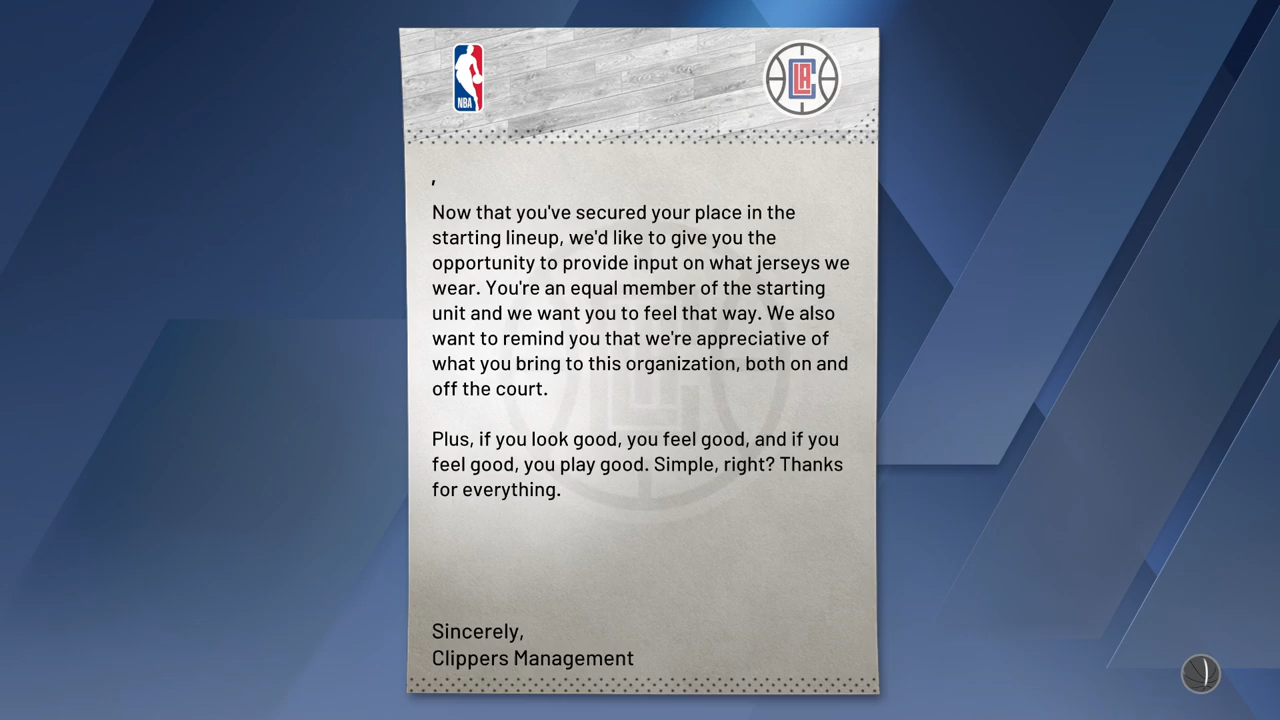 NBA
LAC
,
Now that you've secured your place in the
starting lineup, we'd like to give you the
opportunity to provide input on what jerseys we
wear. You're an equal member of the starting
unit and we want you to feel that way. We also
want to remind you that we're appreciative of
what you bring to this organization, both on and
off the court.
Plus, if you look good, you feel good, and if you
feel good, you play good. Simple, right? Thanks
for everything.
Sincerely,
Clippers Management